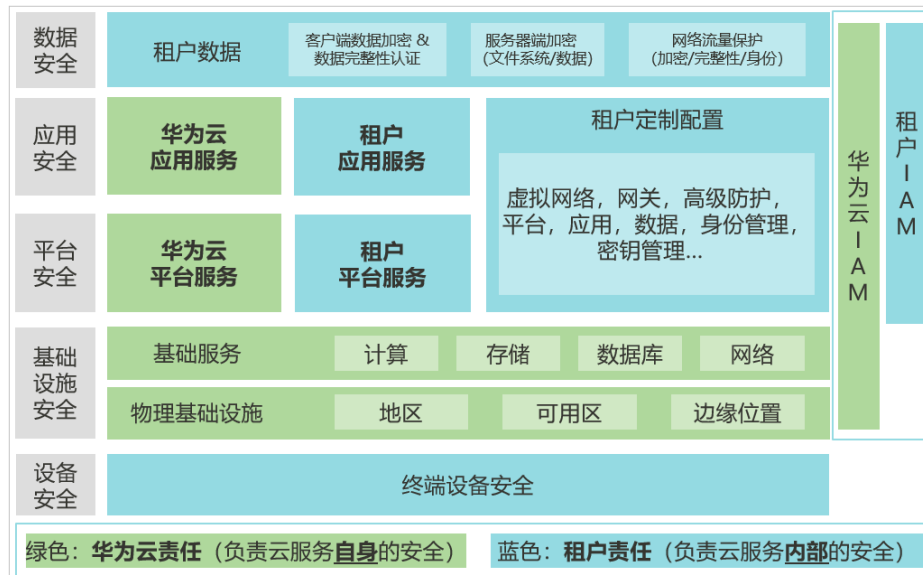 数据
安全
租户数据
客户端数据加密 &
数据完整性认证
服务器端加密
(文件系统/数据)
网络流量保护
(加密/完整性/身份)
应用
安全
华为云
应用服务
租户
应用服务
租户定制配置
虚拟网络，网关，高级防护，
平台，应用，数据，身份管理，
密钥管理...
平台
安全
华为云
平台服务
租户
平台服务
基础
设施
安全
基础服务
计算
存储
数据库
网络
物理基础设施
地区
可用区
边缘位置
设备
安全
终端设备安全
华为云IAM
租户IAM
绿色：华为云责任（负责云服务自身的安全）
蓝色：租户责任（负责云服务内部的安全）